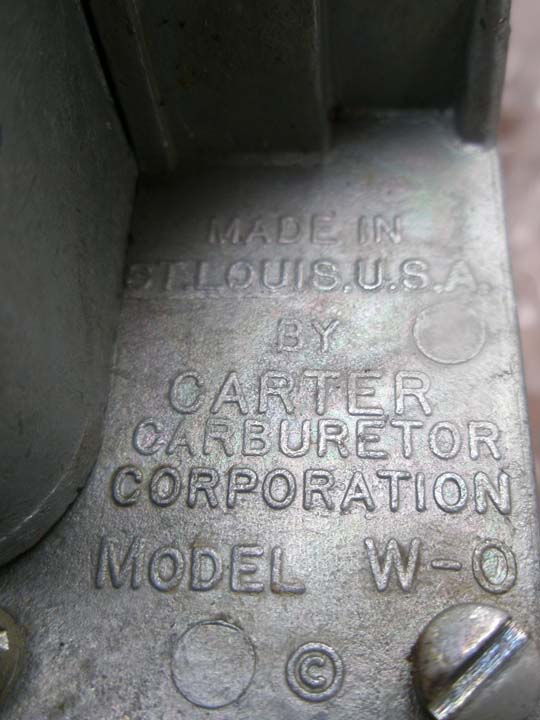 MADE IN
ST.LOUIS.U.S.A.
BY
CARTER
CARBURETOR
CORPORATION
MODEL W-O
©